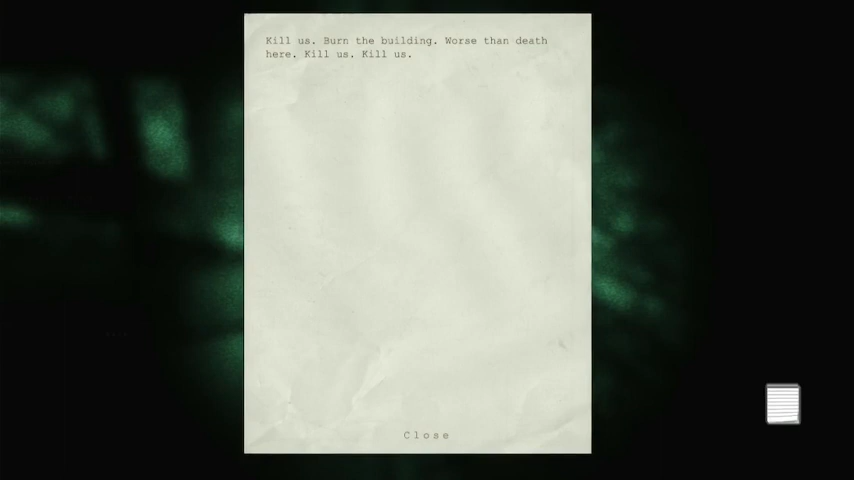 Kill us. Burn the building. Worse than death
here. Kill us. Kill us.
Close